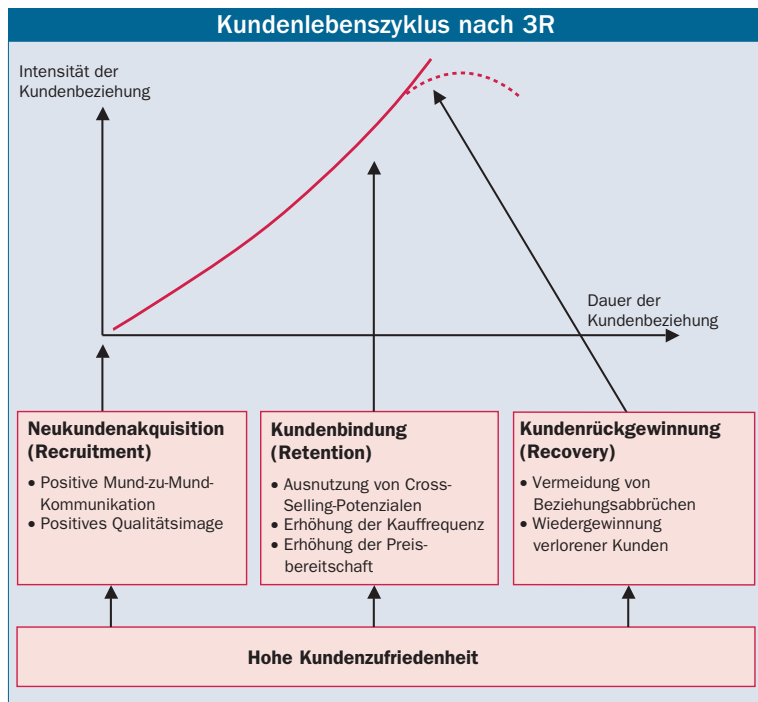 Kundenlebenszyklus nach 3R
Intensität der
Kundenbeziehung
Dauer der
Kundenbeziehung
Neukundenakquisition
(Recruitment)
• Positive Mund-zu-Mund-
Kommunikation
• Positives Qualitätsimage
Kundenbindung
(Retention)
• Ausnutzung von Cross-
Selling-Potenzialen
• Erhöhung der Kauffrequenz
• Erhöhung der Preis-
bereitschaft
Kundenrückgewinnung
(Recovery)
• Vermeidung von
Beziehungsabbrüchen
• Wiedergewinnung
verlorener Kunden
Hohe Kundenzufriedenheit